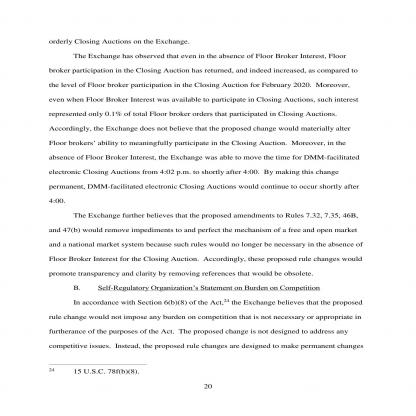 orderly Closing Auctions on the Exchange.
The Exchange has observed that even in the absence of Floor Broker Interest, Floor
broker participation in the Closing Auction has returned, and indeed increased, as compared to
the level of Floor broker participation in the Closing Auction for February 2020.  Moreover,
even when Floor Broker Interest was available to participate in Closing Auctions, such interest
represented only 0.1% of total Floor broker orders that participated in Closing Auctions.
Accordingly, the Exchange does not believe that the proposed change would materially alter
Floor brokers' ability to meaningfully participate in the Closing Auction.  Moreover, in the
absence of Floor Broker Interest, the Exchange was able to move the time for DMM-facilitated
electronic Closing Auctions from 4:02 p.m. to shortly after 4:00.  By making this change
permanent, DMM-facilitated electronic Closing Auctions would continue to occur shortly after
4:00.
The Exchange further believes that the proposed amendments to Rules 7.32, 7.35, 46B,
and 47(b) would remove impediments to and perfect the mechanism of a free and open market
and a national market system because such rules would no longer be necessary in the absence of
Floor Broker Interest for the Closing Auction.  Accordingly, these proposed rule changes would
promote transparency and clarity by removing references that would be obsolete.
B. Self-Regulatory Organization's Statement on Burden on Competition
In accordance with Section 6(b)(8) of the Act,24 the Exchange believes that the proposed
rule change would not impose any burden on competition that is not necessary or appropriate in
furtherance of the purposes of the Act.  The proposed change is not designed to address any
competitive issues.  Instead, the proposed rule changes are designed to make permanent changes
24 15 U.S.C. 78f(b)(8).
20